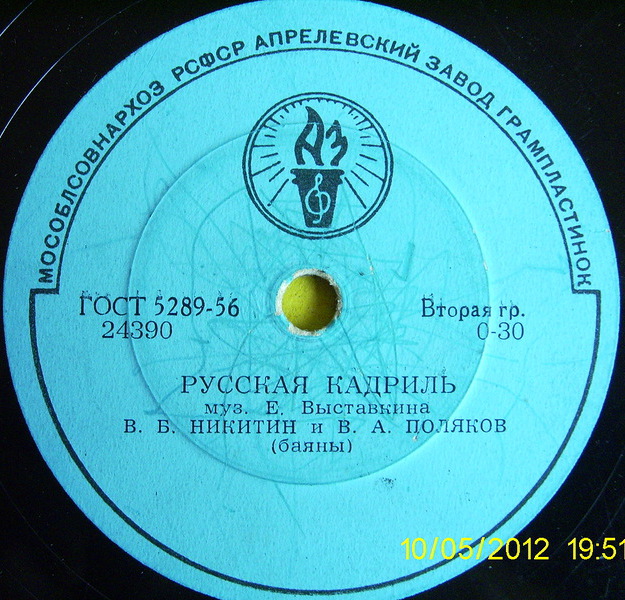 МОСОБЛСОВНАРХОЗ РСФСР АПРЕЛЕВСКИЙ ЗАВОД ГРАМПЛАСТИНОК
АЗ
ГОСТ 5289-56
24390
Вторая гр.
0-30
РУССКАЯ КАДРИЛЬ
муз. Е. Выставкина
В. Б. НИКИТИН и В. А. ПОЛЯКОВ
(баяны)
10/05/2012 19:51